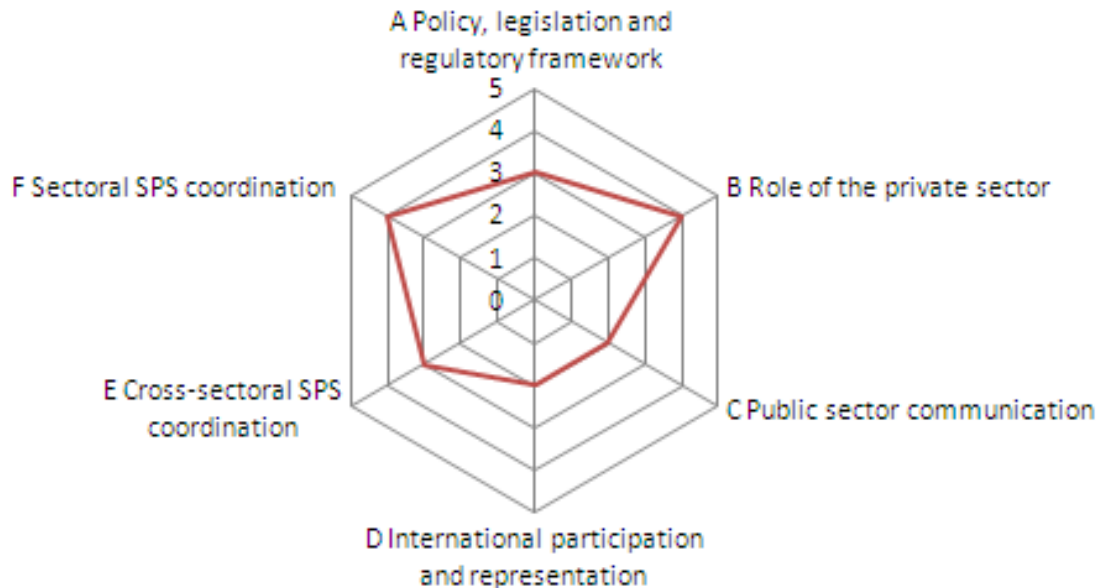 A Policy, legislation and
regulatory framework
5
4
3
2
1
0
F Sectoral SPS coordination
B Role of the private sector
E Cross-sectoral SPS
coordination
C Public sector communication
D International participation
and representation